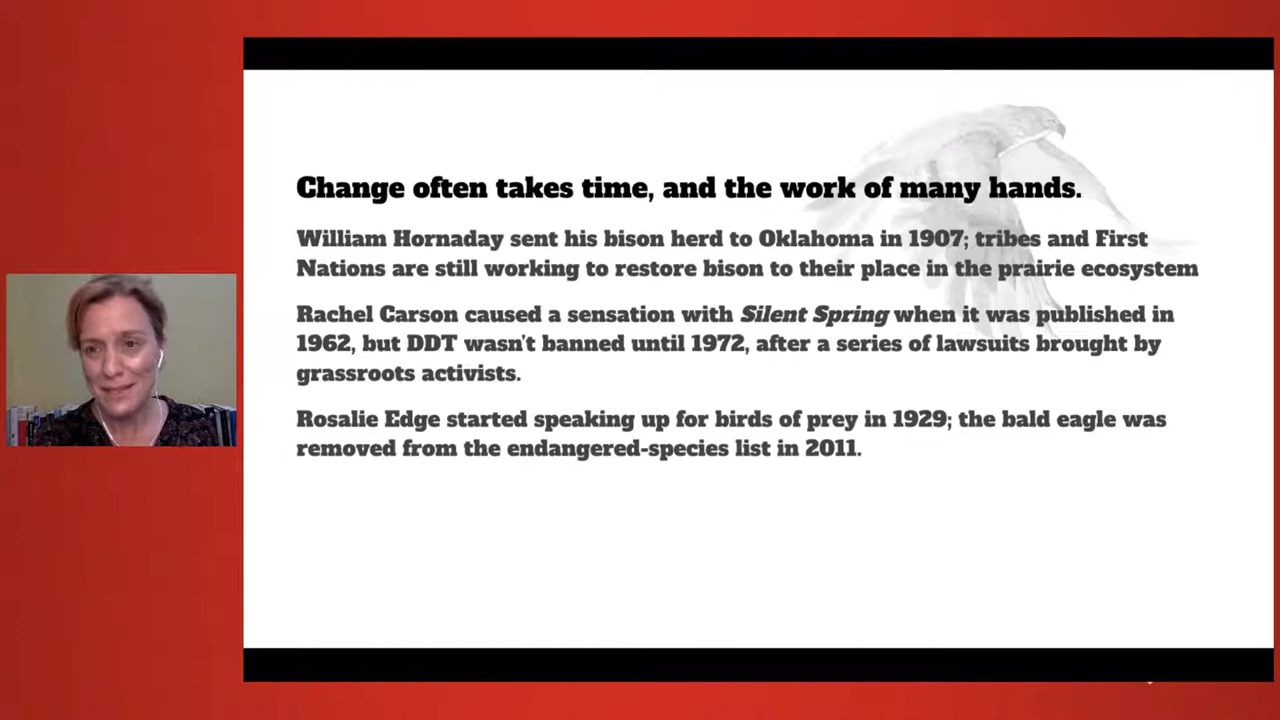 Change often takes time, and the work of many hands.
William Hornaday sent his bison herd to Oklahoma in 1907; tribes and First
Nations are still working to restore bison to their place in the prairie ecosystem
Rachel Carson caused a sensation with Silent Spring when it was published in
1962, but DDT wasn't banned until 1972, after a series of lawsuits brought by
grassroots activists.
Rosalie Edge started speaking up for birds of prey in 1929; the bald eagle was
removed from the endangered-species list in 2011.